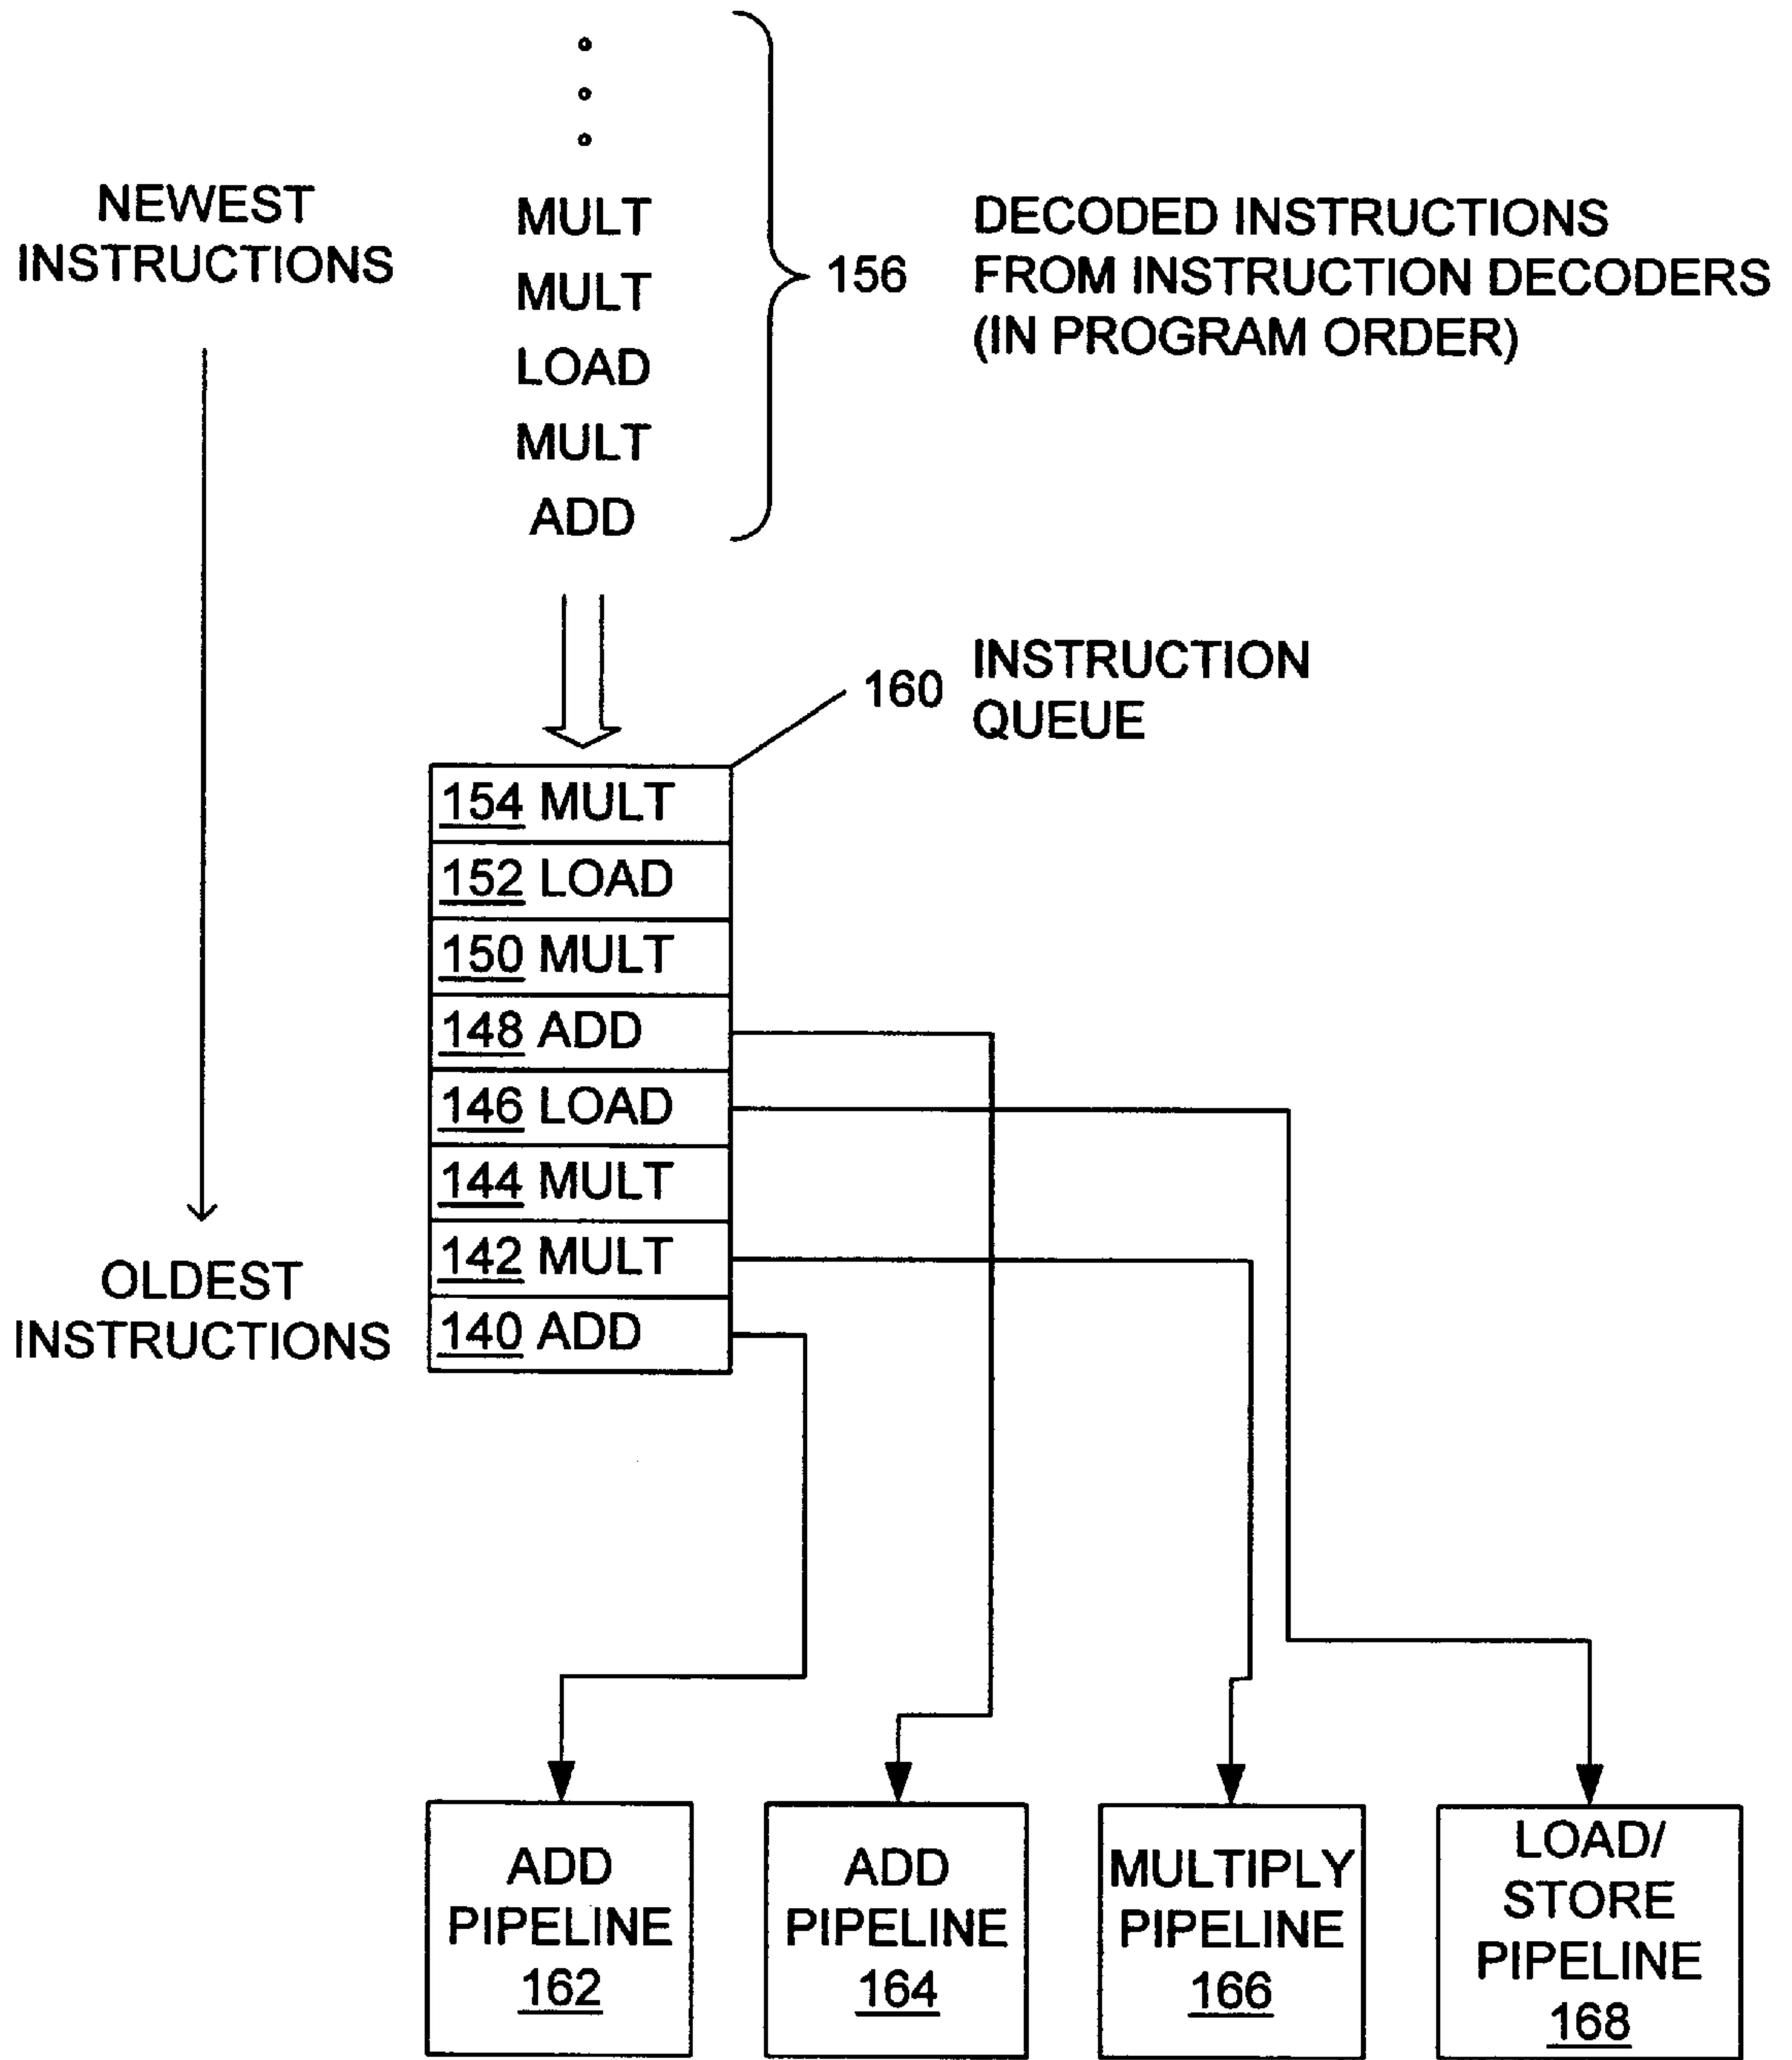 NEWEST
INSTRUCTIONS
MULT
MULT
LOAD
MULT
ADD
156
DECODED INSTRUCTIONS
FROM INSTRUCTION DECODERS
(IN PROGRAM ORDER)
160
INSTRUCTION
QUEUE
154 MULT
152 LOAD
150 MULT
148 ADD
146 LOAD
144 MULT
142 MULT
140 ADD
OLDEST
INSTRUCTIONS
ADD
PIPELINE
162
ADD
PIPELINE
164
MULTIPLY
PIPELINE
166
LOAD/
STORE
PIPELINE
168